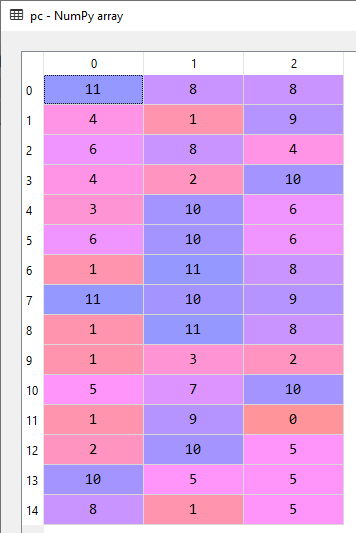 pc - NumPy array
0 1 2
0 11 8 8
1 4 1 9
2 6 8 4
3 4 2 10
4 3 10 6
5 6 10 6
6 1 11 8
7 11 10 9
8 1 11 8
9 1 3 2
10 5 7 10
11 1 9 0
12 2 10 5
13 10 5 5
14 8 1 5